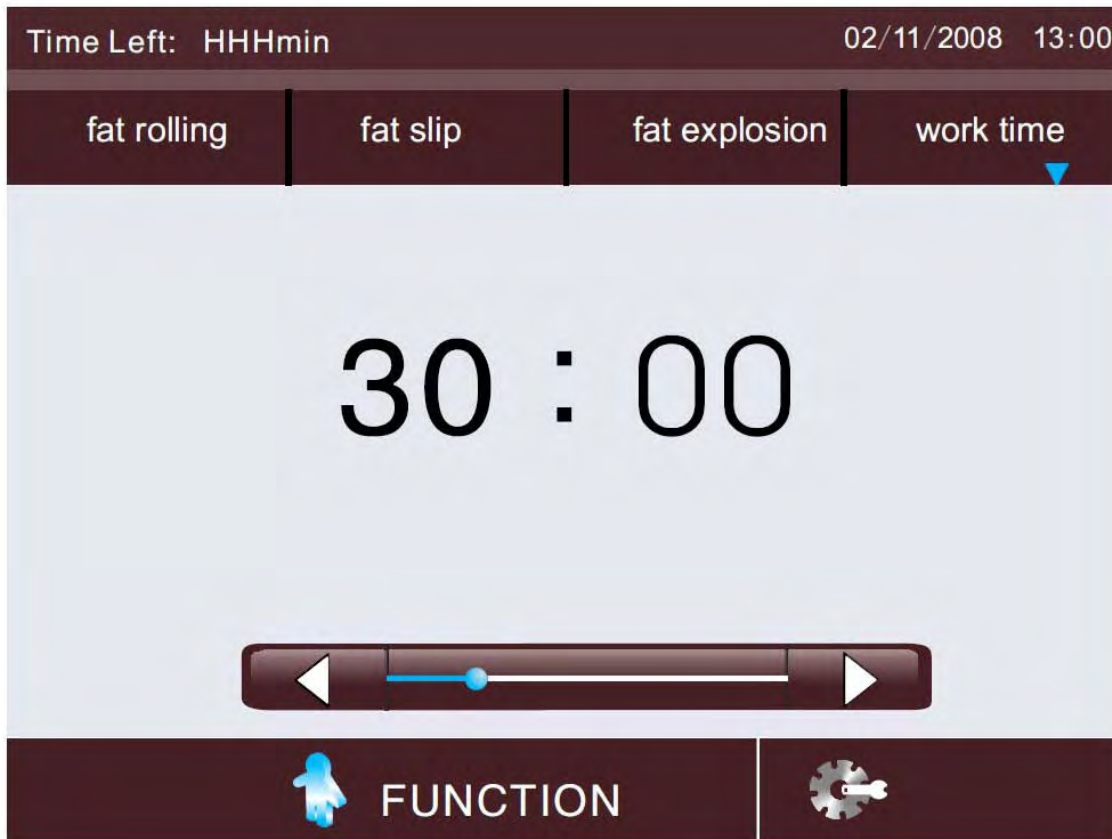 Time Left: HHHmin 02/11/2008 13:00
fat rolling fat slip fat explosion work time
30 : 00
FUNCTION